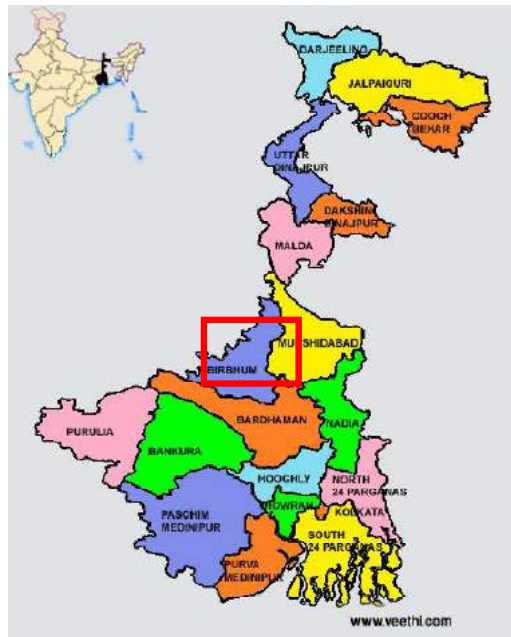 DARJEELING
JALPAIGURI
COOCH
BEHAR
UTTAR
DINAJPUR
DAKSHIN
DINAJPUR
MALDA
MURSHIDABAD
BIRBHUM
BARDHAMAN
PURULIA
BANKURA
NADIA
HOOGHLY
NORTH
24 PARGANAS
HOWRAH
KOLKATA
PASCHIM
MEDINIPUR
SOUTH
24 PARGANAS
PURVA
MEDINIPUR
www.veethi.com